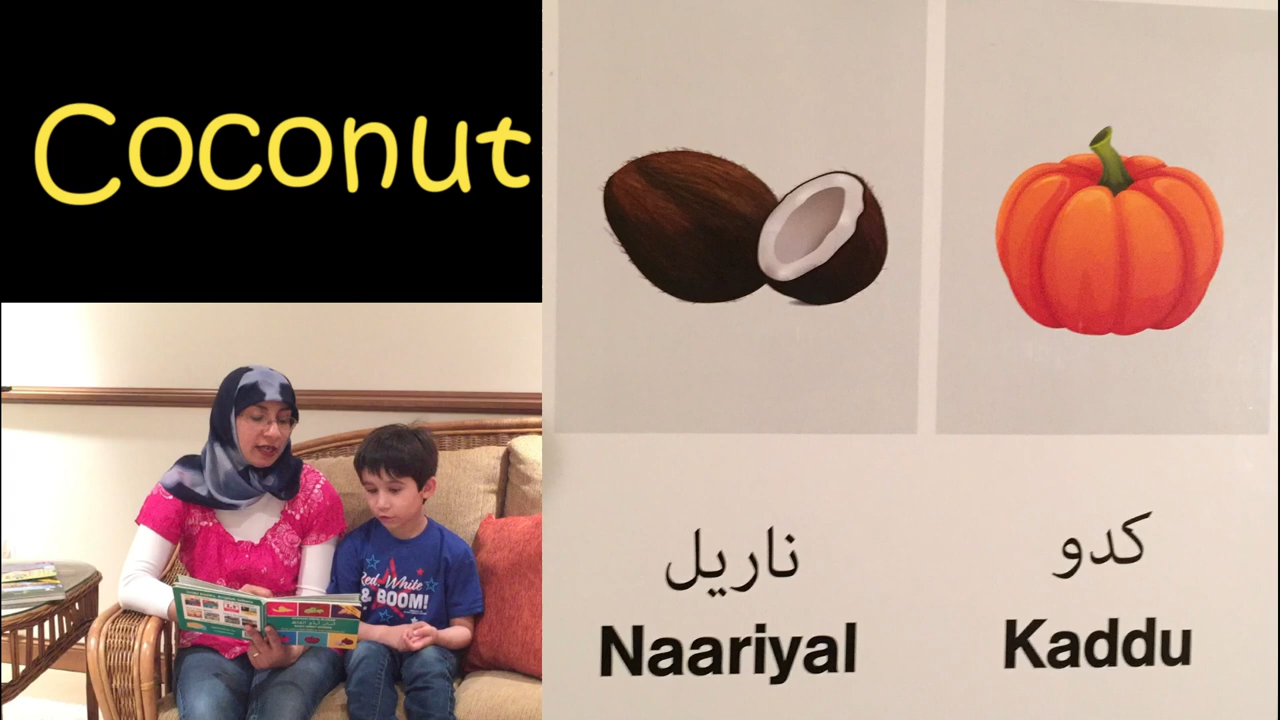 Coconut
ناریل
Naariyal
کدو
Kaddu
Red, White
& BOOM!